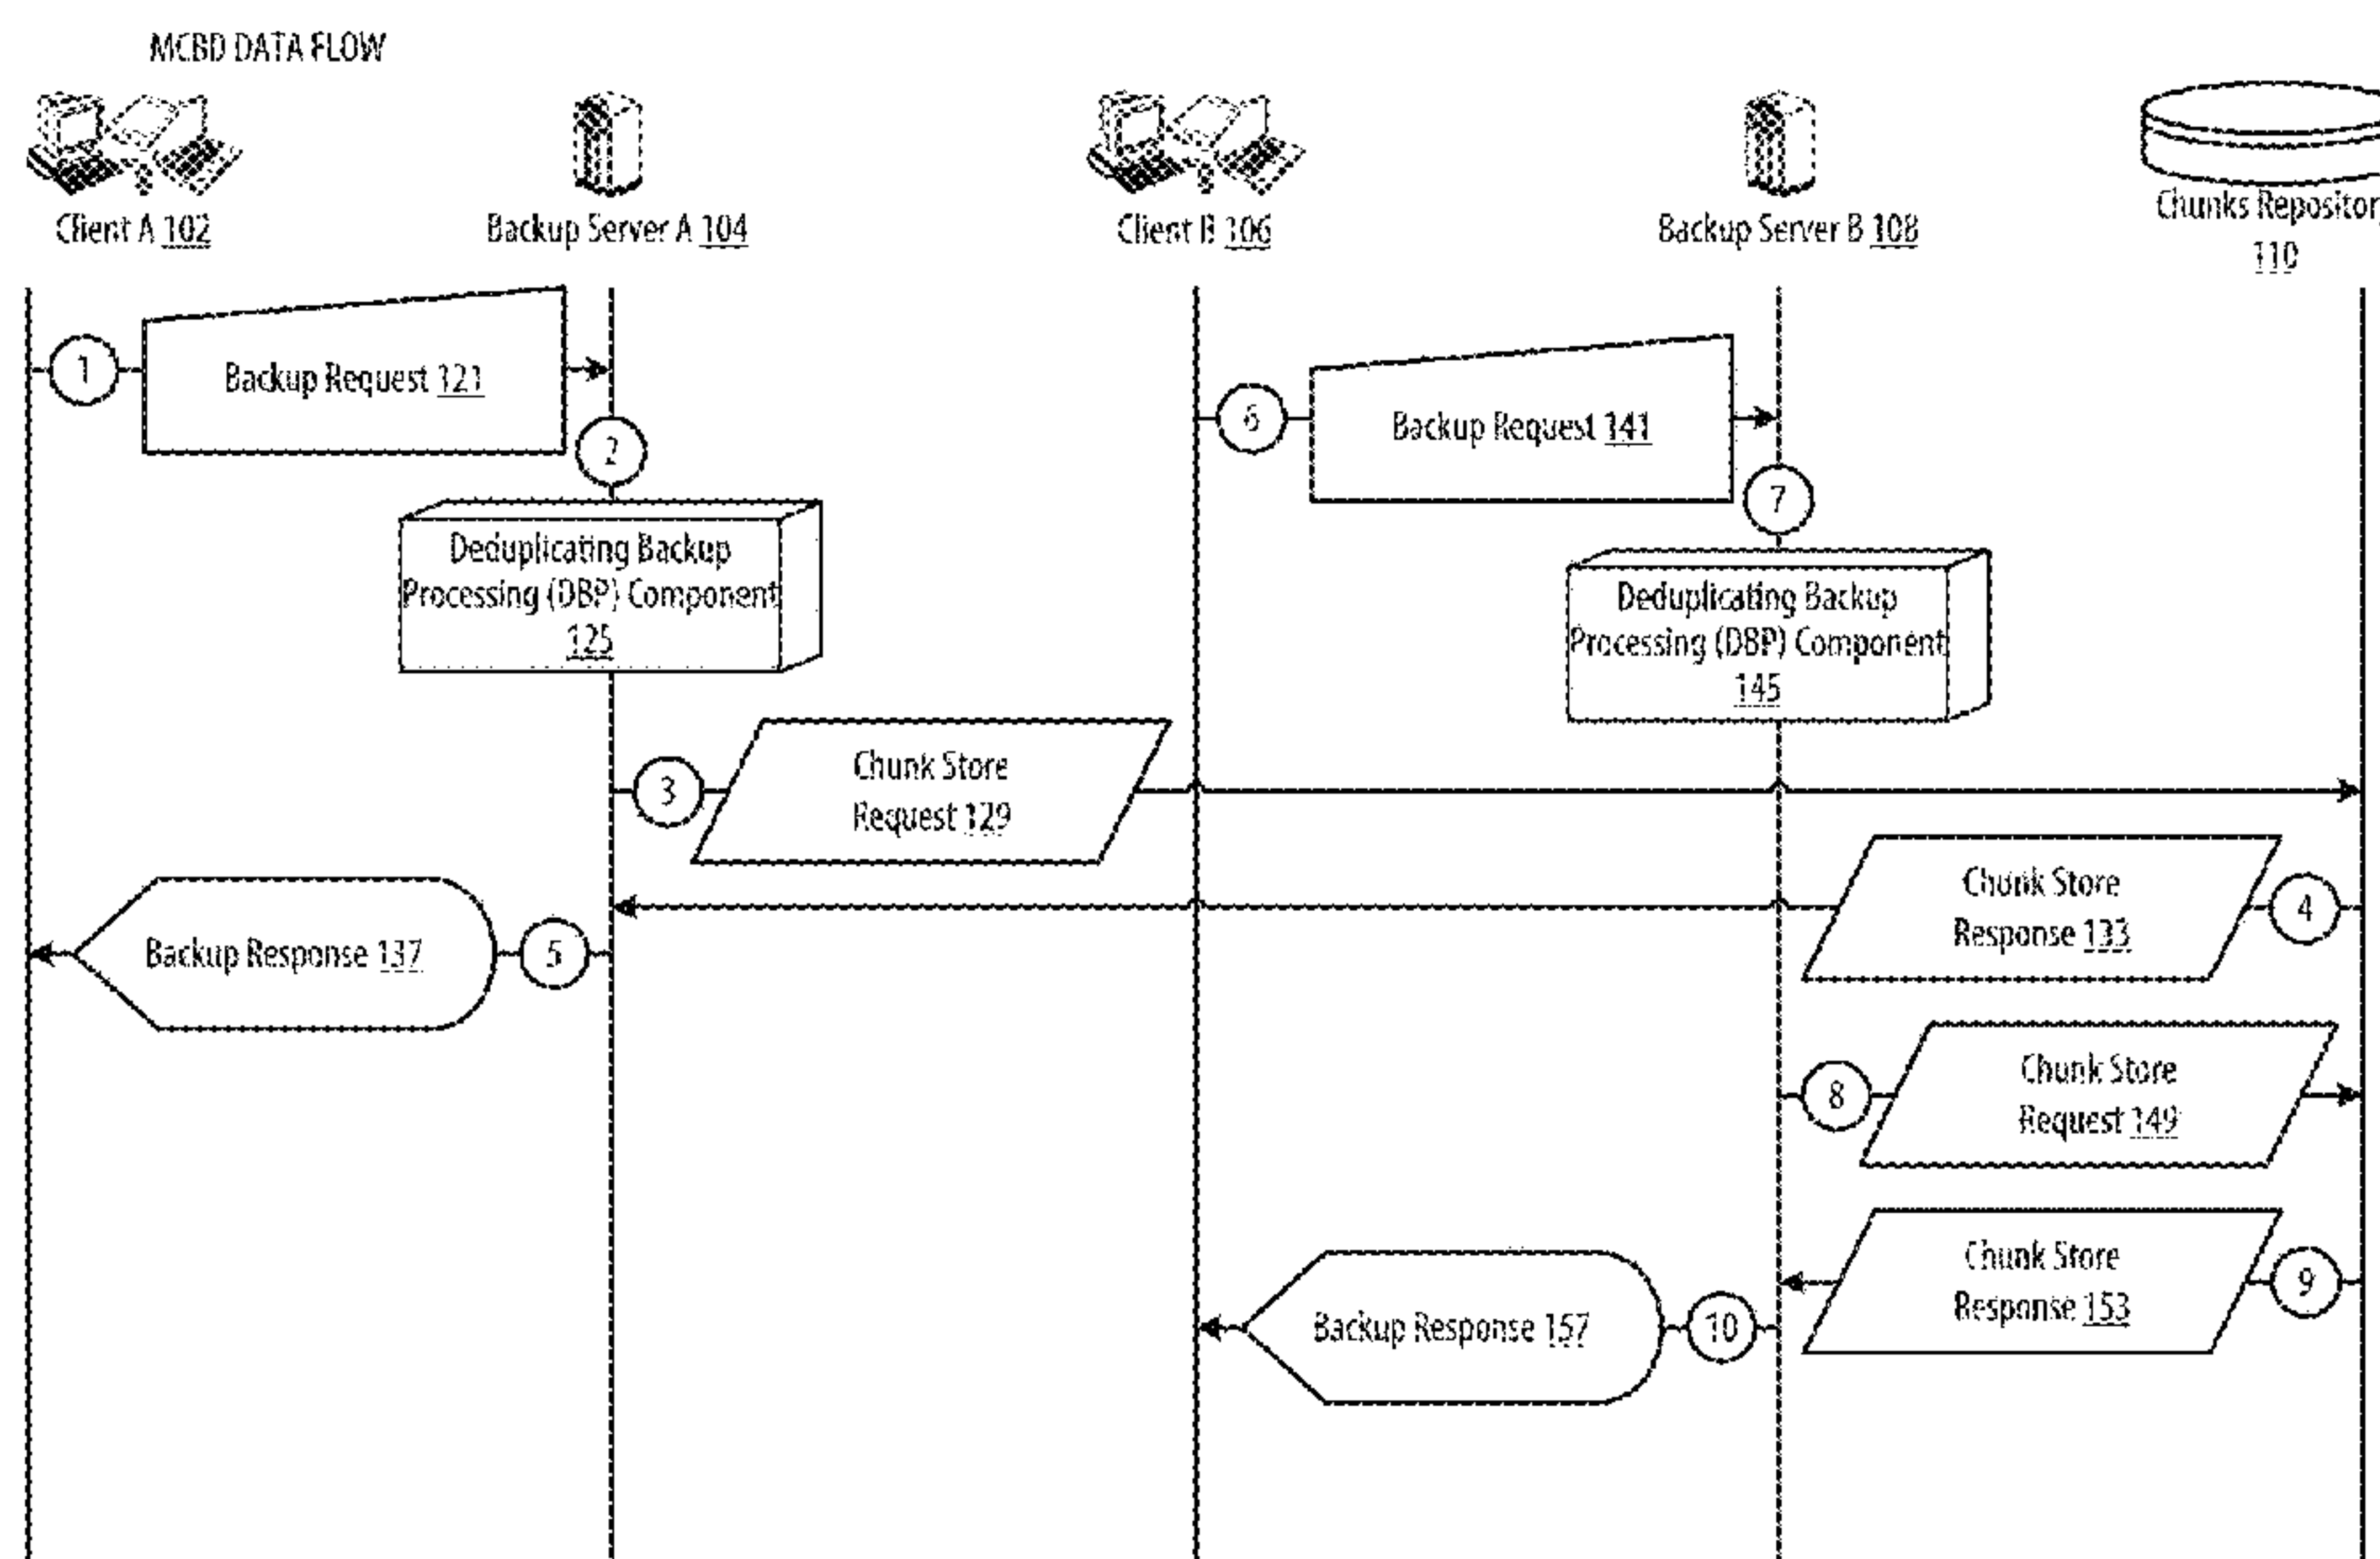 MCBD DATA FLOW
Client A 102
Backup Server A 104
Client B 106
Backup Server B 108
Chunks Repository
110
1
Backup Request 121
2
6
Backup Request 141
7
Deduplicating Backup
Processing (DBP) Component
125
Deduplicating Backup
Processing (DBP) Component
145
3
Chunk Store
Request 129
Chunk Store
Response 133
4
Backup Response 137
5
8
Chunk Store
Request 149
Chunk Store
Response 153
9
Backup Response 157
10